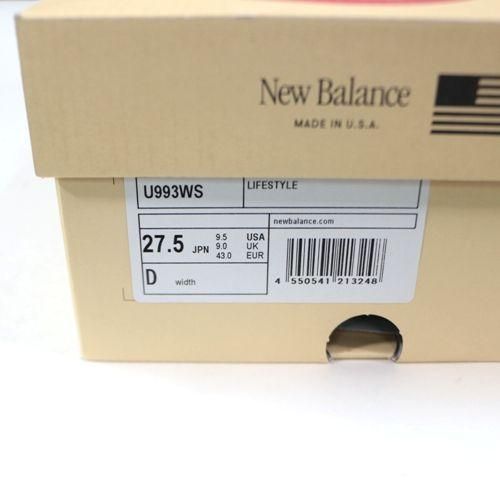 New Balance
MADE IN U.S.A.
U993WS
LIFESTYLE
newbalance.com
27.5 JPN
9.5 USA
9.0 UK
43.0 EUR
D width
4 550541 213248